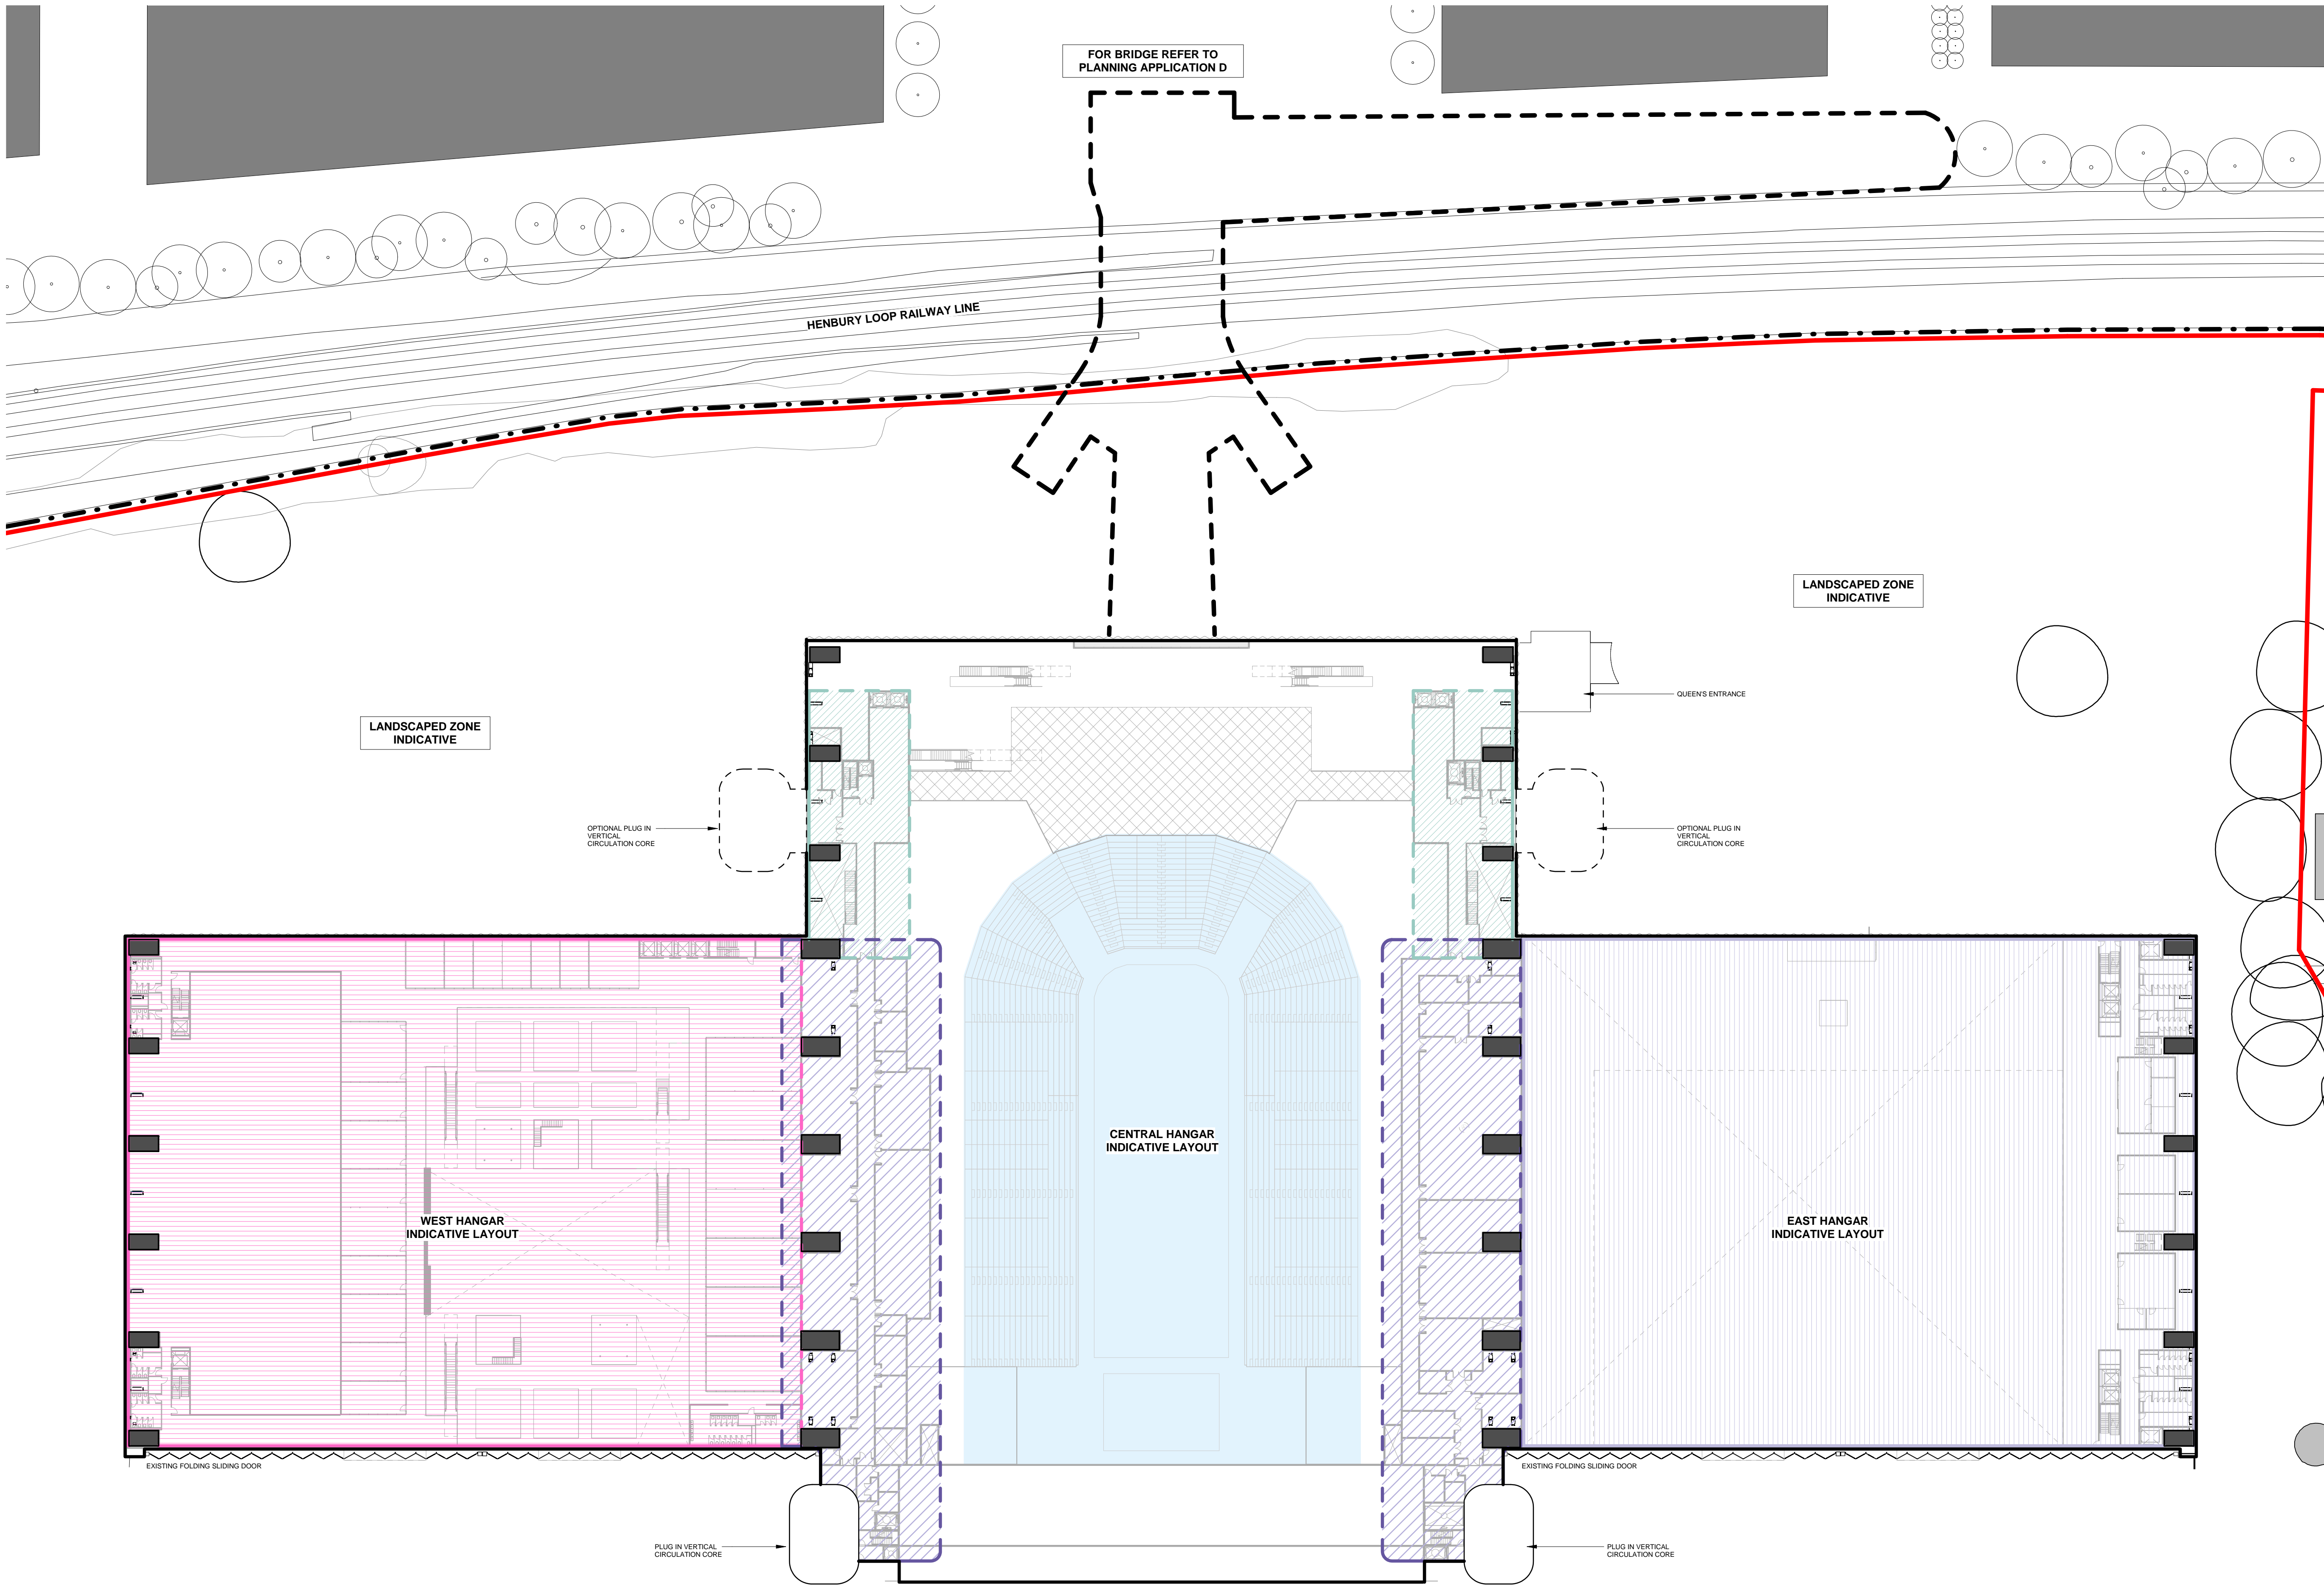 FOR BRIDGE REFER TO
PLANNING APPLICATION D
HENBURY LOOP RAILWAY LINE
LANDSCAPED ZONE
INDICATIVE
QUEEN'S ENTRANCE
LANDSCAPED ZONE
INDICATIVE
OPTIONAL PLUG IN
VERTICAL
CIRCULATION CORE
OPTIONAL PLUG IN
VERTICAL
CIRCULATION CORE
CENTRAL HANGAR
INDICATIVE LAYOUT
WEST HANGAR
INDICATIVE LAYOUT
EAST HANGAR
INDICATIVE LAYOUT
EXISTING FOLDING SLIDING DOOR
EXISTING FOLDING SLIDING DOOR
PLUG IN VERTICAL
CIRCULATION CORE
PLUG IN VERTICAL
CIRCULATION CORE